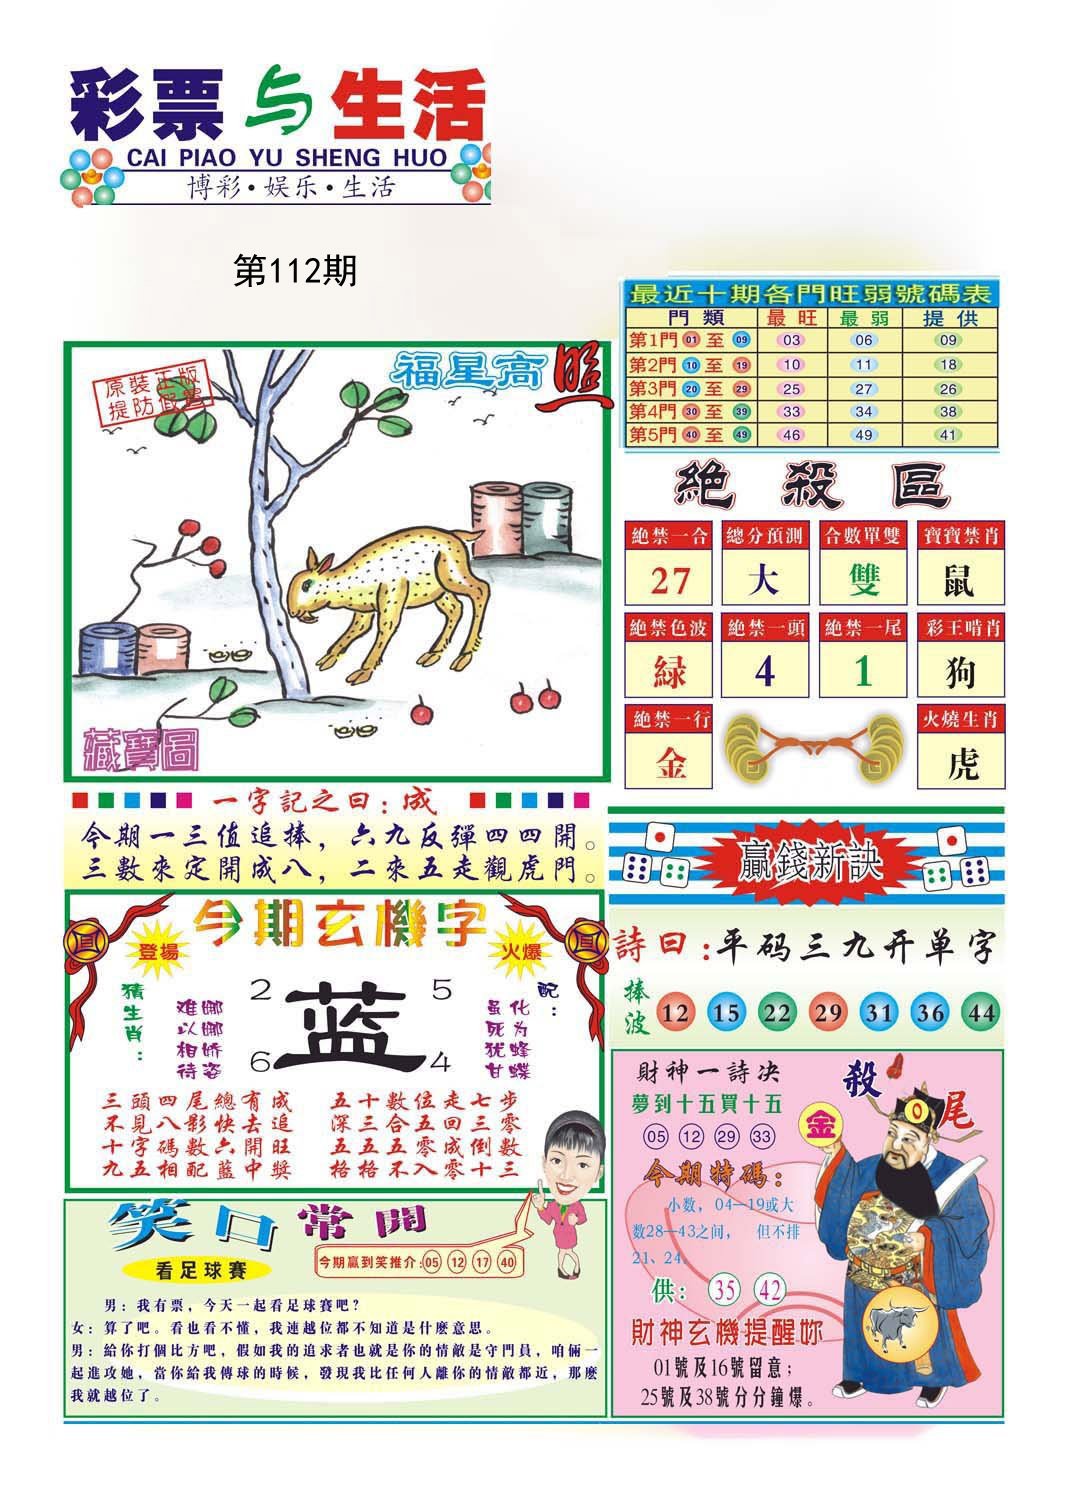 彩票与生活
CAI PIAO YU SHENG HUO
博彩·娱乐·生活
第112期
最近十期各門旺弱號碼表
門類 最旺 最弱 提供
第1門 01 至 09 03 06 09
第2門 10 至 19 10 11 18
第3門 20 至 29 25 27 26
第4門 30 至 39 33 34 38
第5門 40 至 49 46 49 41
福星高照
原裝正版
提防假冒
藏寶圖
絕殺區
絕禁一合 總分預測 合數單雙 寶寶禁肖
27 大 雙 鼠
絕禁色波 絕禁一頭 絕禁一尾 彩王啃肖
緑 4 1 狗
絕禁一行 火燒生肖
金 虎
一字記之曰：成
今期一三值追捧，六九反彈四四開。
三數來定開成八，二來五走觀虎門。
今期玄機字
登場
火爆
猜生肖：
娜娜娇姿
难以相待
2 5
蓝
6 4
配：
化为蜂蝶
虽死犹甘
三頭四尾總有成 五十數位走七步
不見八影快去追 深三合五回三零
十字碼數六開旺 五五五零成倒數
九五相配藍中獎 格格不入零十三
贏錢新訣
詩曰：平码三九开单字
捧波 12 15 22 29 31 36 44
財神一詩决
夢到十五買十五
05 12 29 33
今期特碼：
小数，04—19或大
数28—43之间， 但不排
21、24。
供： 35 42
財神玄機提醒妳
01號及16號留意；
25號及38號分分鐘爆。
殺
金
尾
笑口常開
看足球賽
今期贏到笑推介：05 12 17 40
男：我有票，今天一起看足球賽吧？
女：算了吧。看也看不懂，我連越位都不知道是什麽意思。
男：給你打個比方吧，假如我的追求者也就是你的情敵是守門員，咱倆一
起進攻她，當你給我傳球的時候，發現我比任何人離你的情敵都近，那麽
我就越位了。